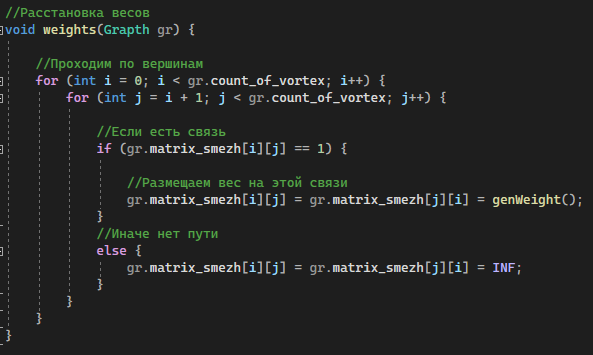 //Расстановка весов
void weights(Grapth gr) {
//Проходим по вершинам
for (int i = 0; i < gr.count_of_vortex; i++) {
for (int j = i + 1; j < gr.count_of_vortex; j++) {
//Если есть связь
if (gr.matrix_smezh[i][j] == 1) {
//Размещаем вес на этой связи
gr.matrix_smezh[i][j] = gr.matrix_smezh[j][i] = genWeight();
}
//Иначе нет пути
else {
gr.matrix_smezh[i][j] = gr.matrix_smezh[j][i] = INF;
}
}
}
}